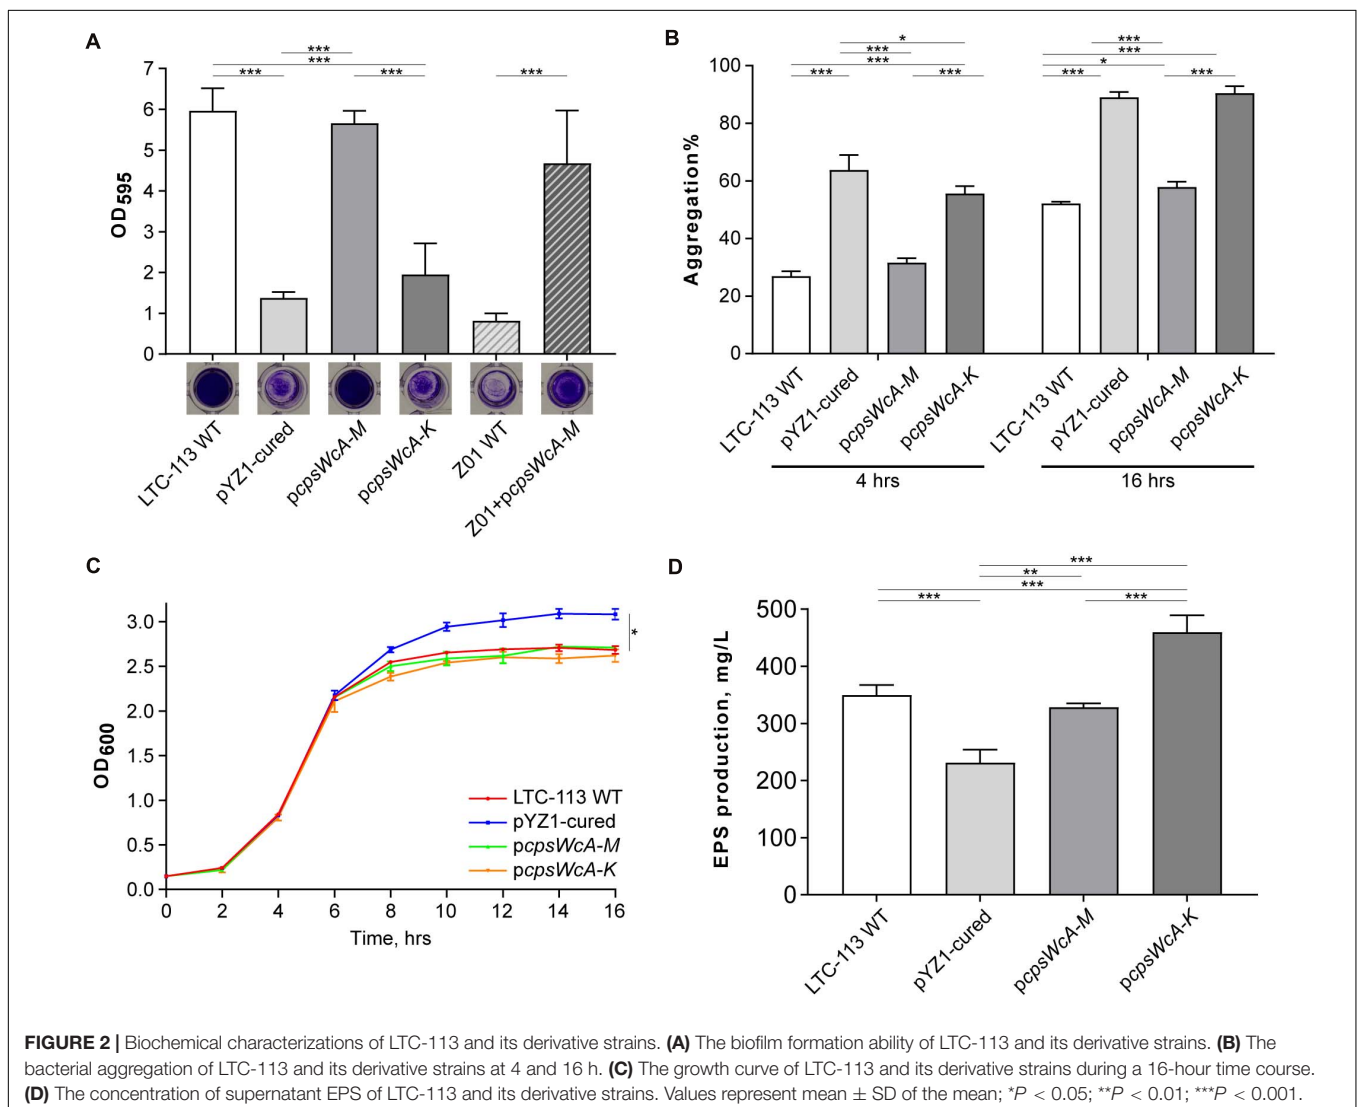 A
***
***
*** *** ***
7
6
5
4
3
2
1
0
OD595
LTC-113 WT
pYZ1-cured
pcpsWcA-M
pcpsWcA-K
Z01 WT
Z01+pcpsWcA-M
B
*
***
***
*** ***
***
***
*
*** ***
100
80
60
40
20
0
Aggregation%
LTC-113 WT
pYZ1-cured
pcpsWcA-M
pcpsWcA-K
LTC-113 WT
pYZ1-cured
pcpsWcA-M
pcpsWcA-K
4 hrs
16 hrs
C
3.0
2.5
2.0
1.5
1.0
0.5
0.0
OD600
*
LTC-113 WT
pYZ1-cured
pcpsWcA-M
pcpsWcA-K
0 2 4 6 8 10 12 14 16
Time, hrs
D
***
**
***
*** ***
500
400
300
200
100
0
EPS production, mg/L
LTC-113 WT
pYZ1-cured
pcpsWcA-M
pcpsWcA-K
FIGURE 2 | Biochemical characterizations of LTC-113 and its derivative strains. (A) The biofilm formation ability of LTC-113 and its derivative strains. (B) The
bacterial aggregation of LTC-113 and its derivative strains at 4 and 16 h. (C) The growth curve of LTC-113 and its derivative strains during a 16-hour time course.
(D) The concentration of supernatant EPS of LTC-113 and its derivative strains. Values represent mean ± SD of the mean; *P < 0.05; **P < 0.01; ***P < 0.001.